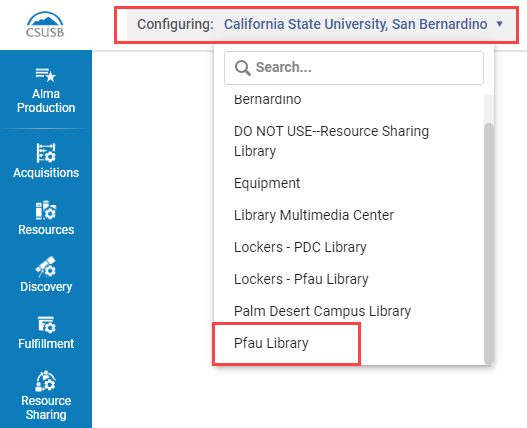 CSUSB
Configuring: California State University, San Bernardino
Search...
Bernardino
DO NOT USE--Resource Sharing
Library
Equipment
Library Multimedia Center
Lockers - PDC Library
Lockers - Pfau Library
Palm Desert Campus Library
Pfau Library
Alma
Production
Acquisitions
Resources
Discovery
Fulfillment
Resource
Sharing